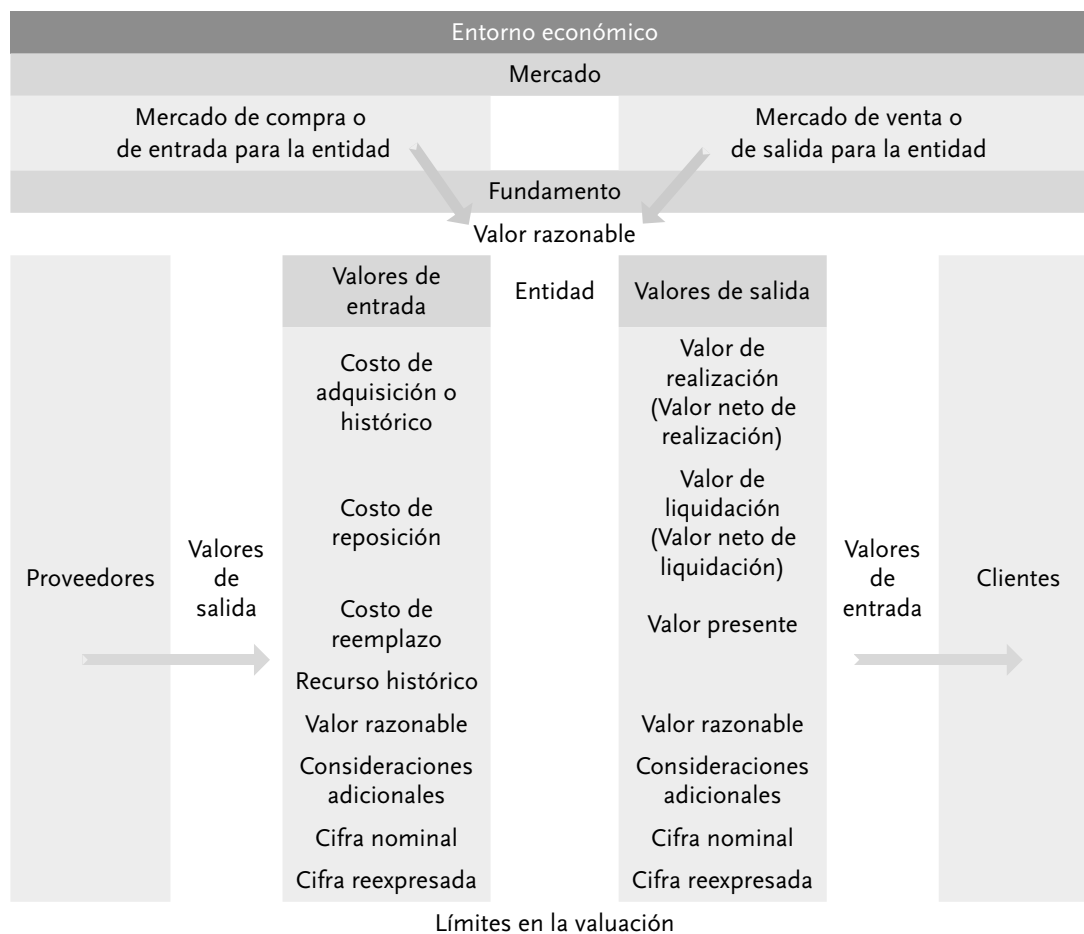 Entorno económico
Mercado
Mercado de compra o
de entrada para la entidad
Mercado de venta o
de salida para la entidad
Fundamento
Valor razonable
Proveedores
Valores
de
salida
Valores de
entrada
Costo de
adquisición o
histórico
Costo de
reposición
Costo de
reemplazo
Recurso histórico
Valor razonable
Consideraciones
adicionales
Cifra nominal
Cifra reexpresada
Entidad
Valores de salida
Valor de
realización
(Valor neto de
realización)
Valor de
liquidación
(Valor neto de
liquidación)
Valor presente
Valor razonable
Consideraciones
adicionales
Cifra nominal
Cifra reexpresada
Valores
de
entrada
Clientes
Límites en la valuación